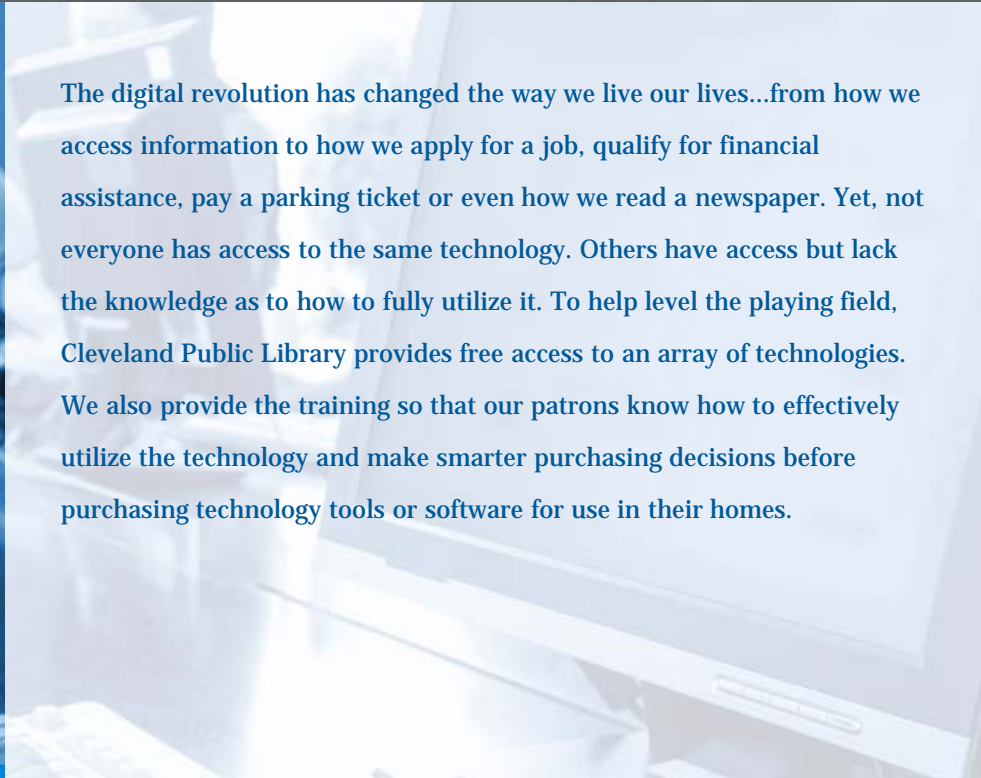 The digital revolution has changed the way we live our lives...from how we
access information to how we apply for a job, qualify for financial
assistance, pay a parking ticket or even how we read a newspaper. Yet, not
everyone has access to the same technology. Others have access but lack
the knowledge as to how to fully utilize it. To help level the playing field,
Cleveland Public Library provides free access to an array of technologies.
We also provide the training so that our patrons know how to effectively
utilize the technology and make smarter purchasing decisions before
purchasing technology tools or software for use in their homes.